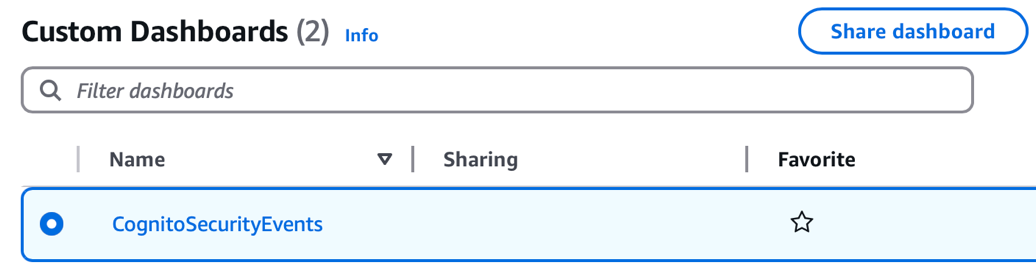 Custom Dashboards (2) Info Share dashboard
Filter dashboards
Name Sharing Favorite
CognitoSecurityEvents